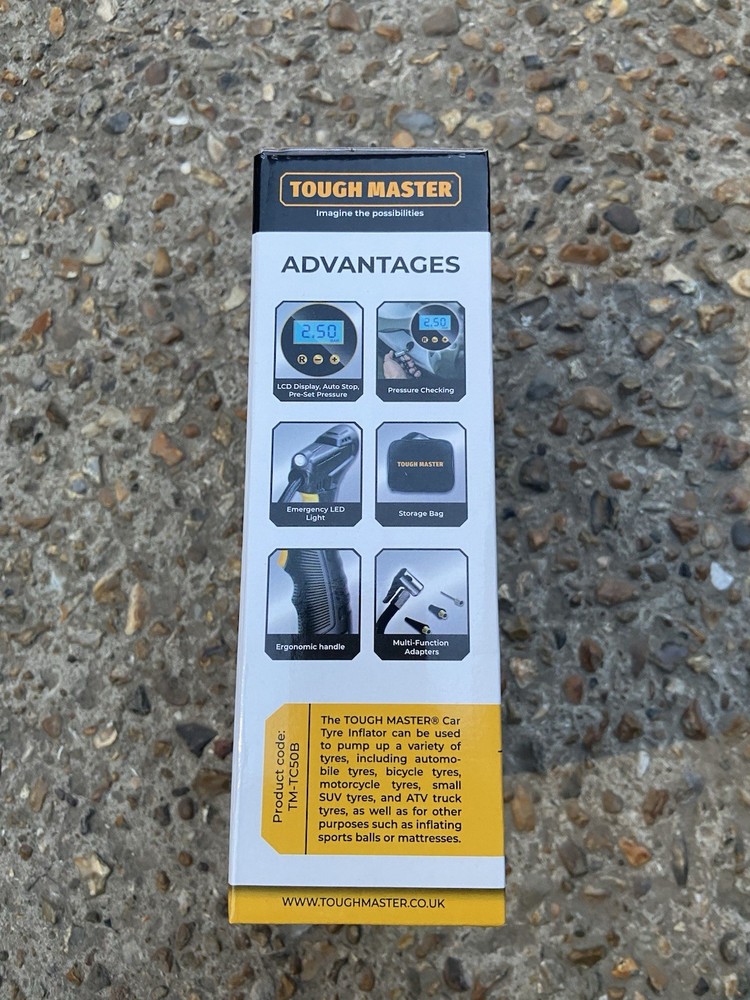 TOUGH MASTER
Imagine the possibilities
ADVANTAGES
2.50
R - +
LCD Display, Auto Stop,
Pre-Set Pressure
2.50
R - +
Pressure Checking
Emergency LED
Light
TOUGH MASTER
Storage Bag
Ergonomic handle
Multi-Function
Adapters
Product code:
TM-TC50B
The TOUGH MASTER® Car
Tyre Inflator can be used
to pump up a variety of
tyres, including automo-
bile tyres, bicycle tyres,
motorcycle tyres, small
SUV tyres, and ATV truck
tyres, as well as for other
purposes such as inflating
sports balls or mattresses.
WWW.TOUGHMASTER.CO.UK